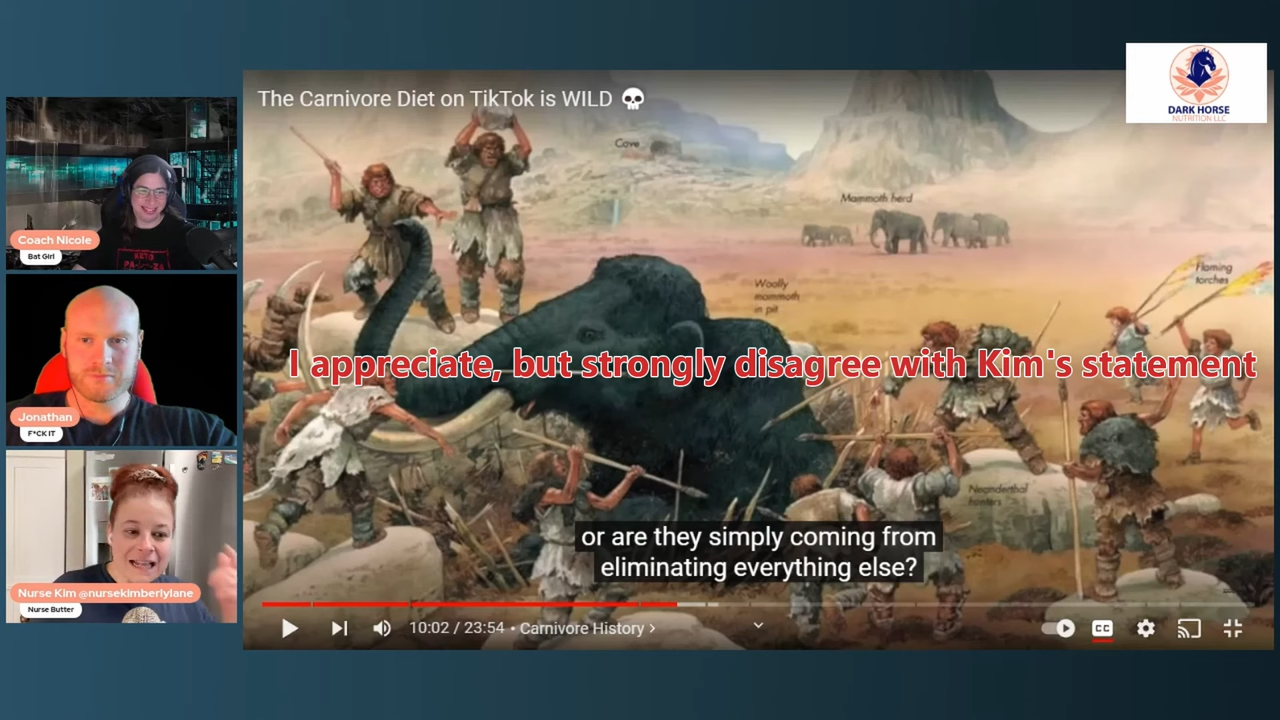 The Carnivore Diet on TikTok is WILD 💀
DARK HORSE
NUTRITION LLC
Cave
Mammoth herd
Coach Nicole
Bat Girl
KETO
Woolly
mammoth
in pit
Flaming
torches
I appreciate, but strongly disagree with Kim's statement
Jonathan
F*CK IT
Neanderthal
hunters
or are they simply coming from
eliminating everything else?
Nurse Kim @nursekimberlylane
Nurse Butter
10:02 / 23:54 • Carnivore History >
CC